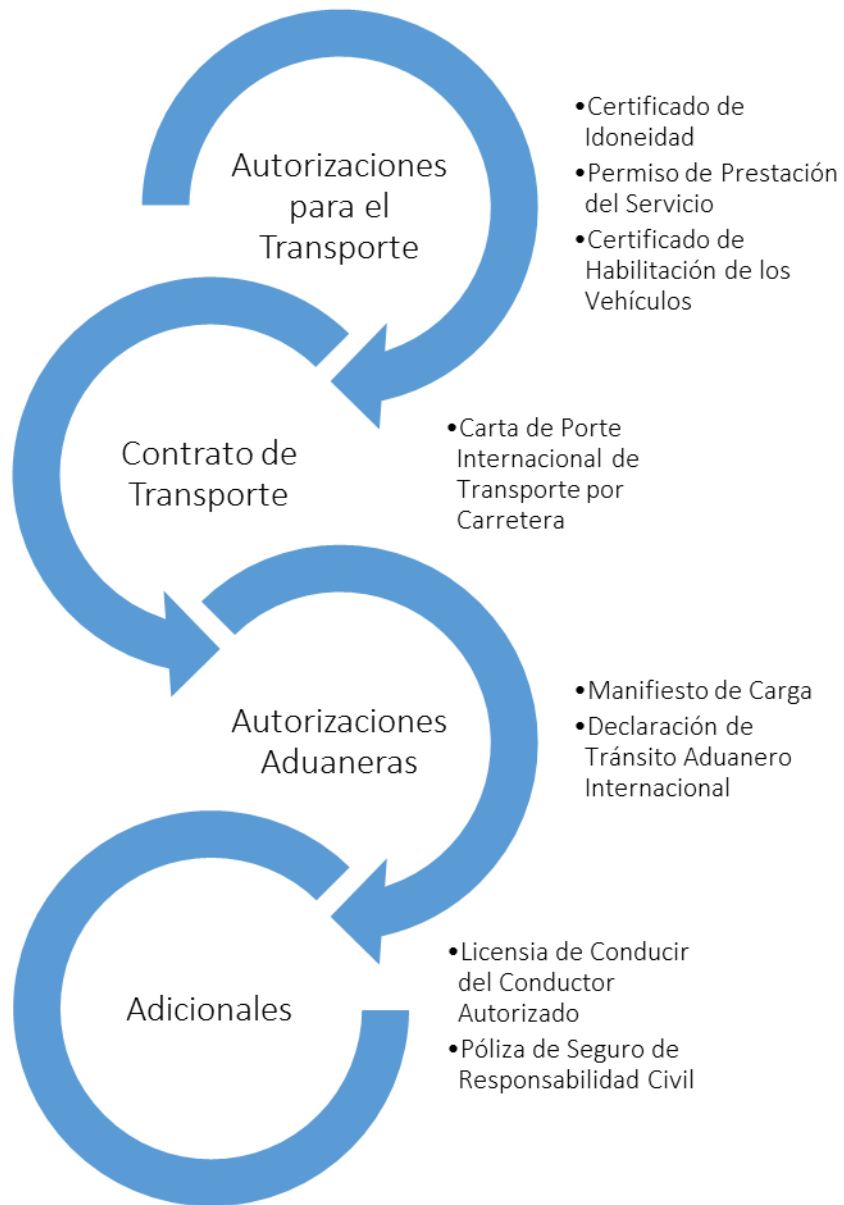 Autorizaciones
para el
Transporte
•Certificado de
Idoneidad
•Permiso de Prestación
del Servicio
•Certificado de
Habilitación de los
Vehículos
Contrato de
Transporte
•Carta de Porte
Internacional de
Transporte por
Carretera
Autorizaciones
Aduaneras
•Manifiesto de Carga
•Declaración de
Tránsito Aduanero
Internacional
Adicionales
•Licensia de Conducir
del Conductor
Autorizado
•Póliza de Seguro de
Responsabilidad Civil